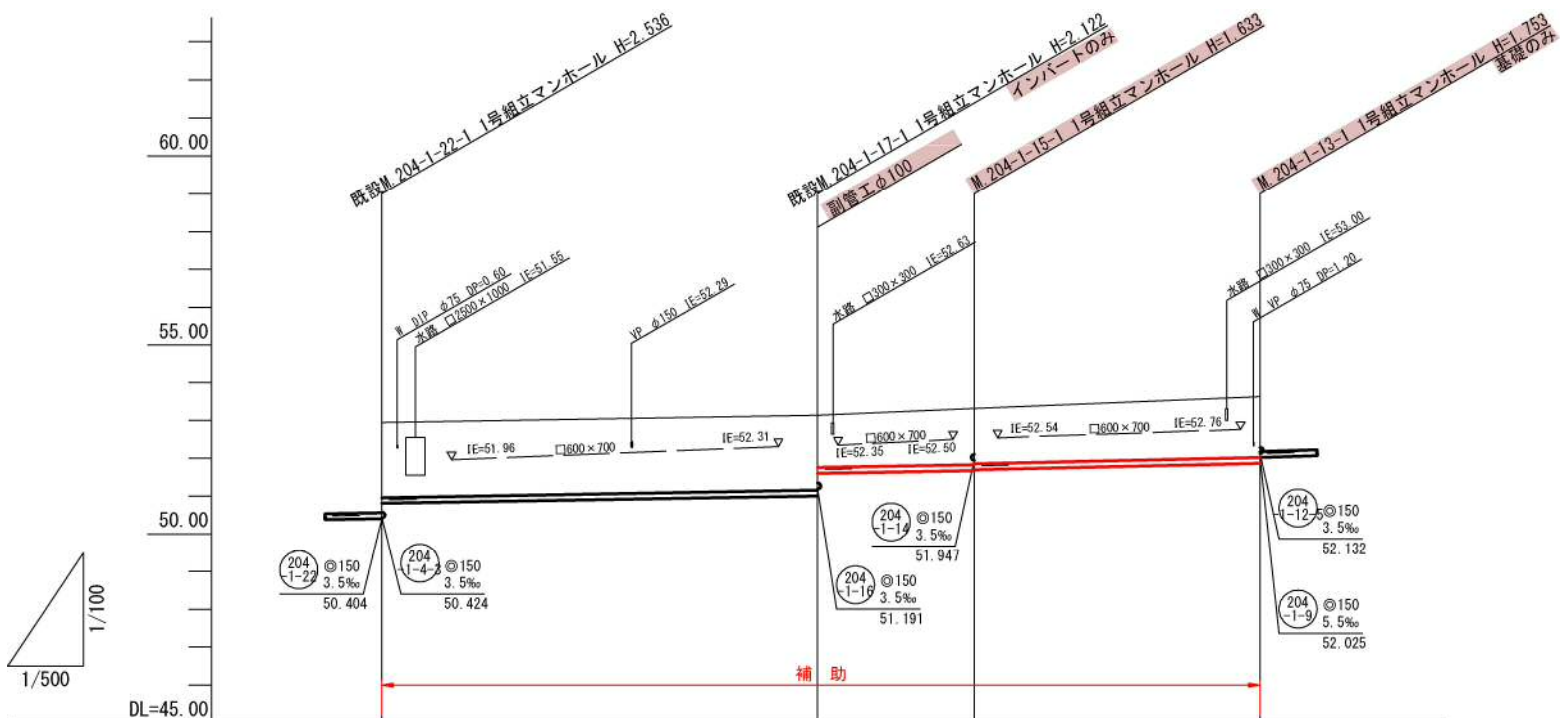 既設M.204-1-22-1 1号組立マンホール H=2.536
既設M.204-1-17-1 1号組立マンホール H=2.122
インバートのみ
副管工φ100
M.204-1-15-1 1号組立マンホール H=1.633
M.204-1-13-1 1号組立マンホール H=1.753
基礎のみ
60.00
55.00
50.00
DL=45.00
W DIP φ75 DP=0.60
水路 □2500×1000 IE=51.55
VP φ150 IE=52.29
水路 □300×300 IE=52.63
水路 □300×300 IE=53.00
W VP φ75 DP=1.20
IE=51.96 □600×700 IE=52.31
□600×700
IE=52.35 IE=52.50
IE=52.54 □600×700 IE=52.76
204
-1-22
◎150
3.5‰
50.404
204
-1-4-3
◎150
3.5‰
50.424
204
-1-16
◎150
3.5‰
51.191
204
-1-14
◎150
3.5‰
51.947
204
-1-12-5
◎150
3.5‰
52.132
204
-1-9
◎150
5.5‰
52.025
1/100
1/500
補 助